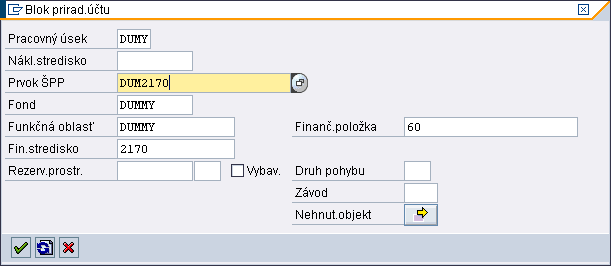 Blok prirad.účtu
Pracovný úsek DUMY
Nákl.stredisko
Prvok ŠPP DUM2170
Fond DUMMY
Funkčná oblasť DUMMY Finanč.položka 60
Fin.stredisko 2170
Rezerv.prostr. Vybav. Druh pohybu
Závod
Nehnut.objekt